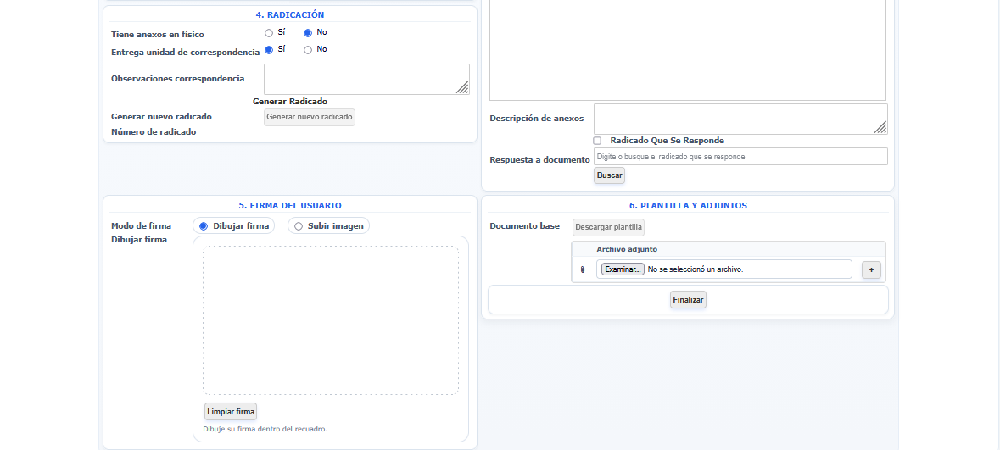 4. RADICACIÓN
Tiene anexos en físico
Sí
No
Entrega unidad de correspondencia
Sí
No
Observaciones correspondencia
Generar Radicado
Generar nuevo radicado
Generar nuevo radicado
Número de radicado
Descripción de anexos
Radicado Que Se Responde
Respuesta a documento
Digite o busque el radicado que se responde
Buscar
5. FIRMA DEL USUARIO
Modo de firma
Dibujar firma
Subir imagen
Dibujar firma
Limpiar firma
Dibuje su firma dentro del recuadro.
6. PLANTILLA Y ADJUNTOS
Documento base
Descargar plantilla
Archivo adjunto
Examinar...
No se seleccionó un archivo.
+
Finalizar